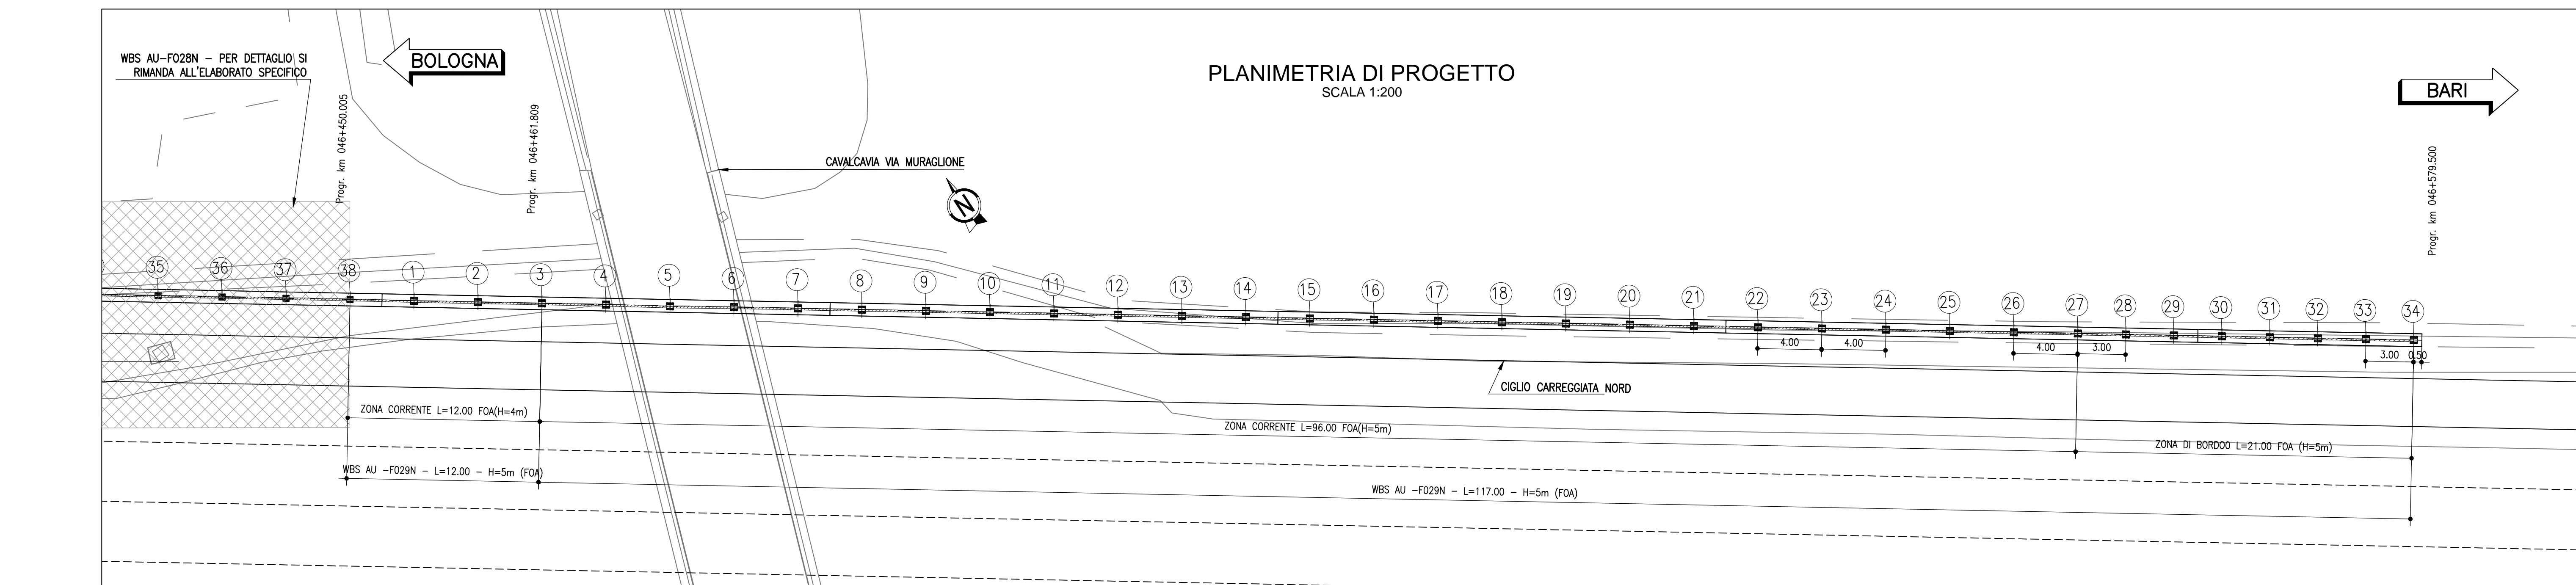 PLANIMETRIA DI PROGETTO
SCALA 1:200
WBS AU-FO28N - PER DETTAGLIO SI
RIMANDA ALL'ELABORATO SPECIFICO
BOLOGNA
BARI
Progr. km 046+450.005
Progr. km 046+461.809
Progr. km 046+579.500
CAVALCAVIA VIA MURAGLIONE
N
35 36 37 38 1 2 3 4 5 6 7 8 9 10 11 12 13 14 15 16 17 18 19 20 21 22 23 24 25 26 27 28 29 30 31 32 33 34
4.00 4.00 4.00 3.00 3.00 0.50
CIGLIO CARREGGIATA NORD
ZONA CORRENTE L=12.00 FOA(H=4m)
ZONA CORRENTE L=96.00 FOA(H=5m)
ZONA DI BORDO0 L=21.00 FOA (H=5m)
WBS AU -FO29N - L=12.00 - H=5m (FOA)
WBS AU -FO29N - L=117.00 - H=5m (FOA)